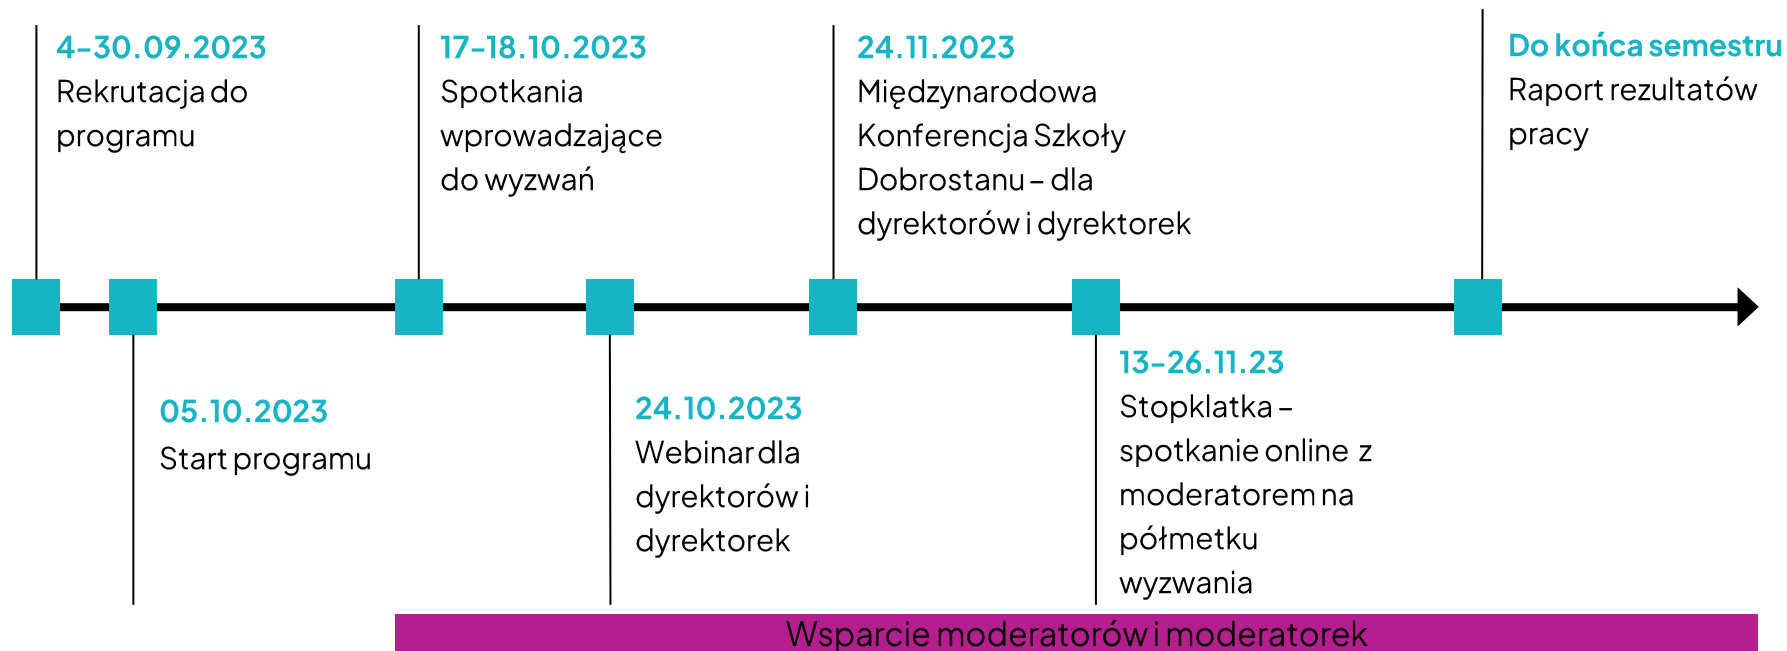 4-30.09.2023
Rekrutacja do
programu
17-18.10.2023
Spotkania
wprowadzające
do wyzwań
24.11.2023
Międzynarodowa
Konferencja Szkoły
Dobrostanu – dla
dyrektorów i dyrektorek
Do końca semestru
Raport rezultatów
pracy
05.10.2023
Start programu
24.10.2023
Webinar dla
dyrektorów i
dyrektorek
13-26.11.23
Stopklatka –
spotkanie online z
moderatorem na
półmetku
wyzwania
Wsparcie moderatorów i moderatorek